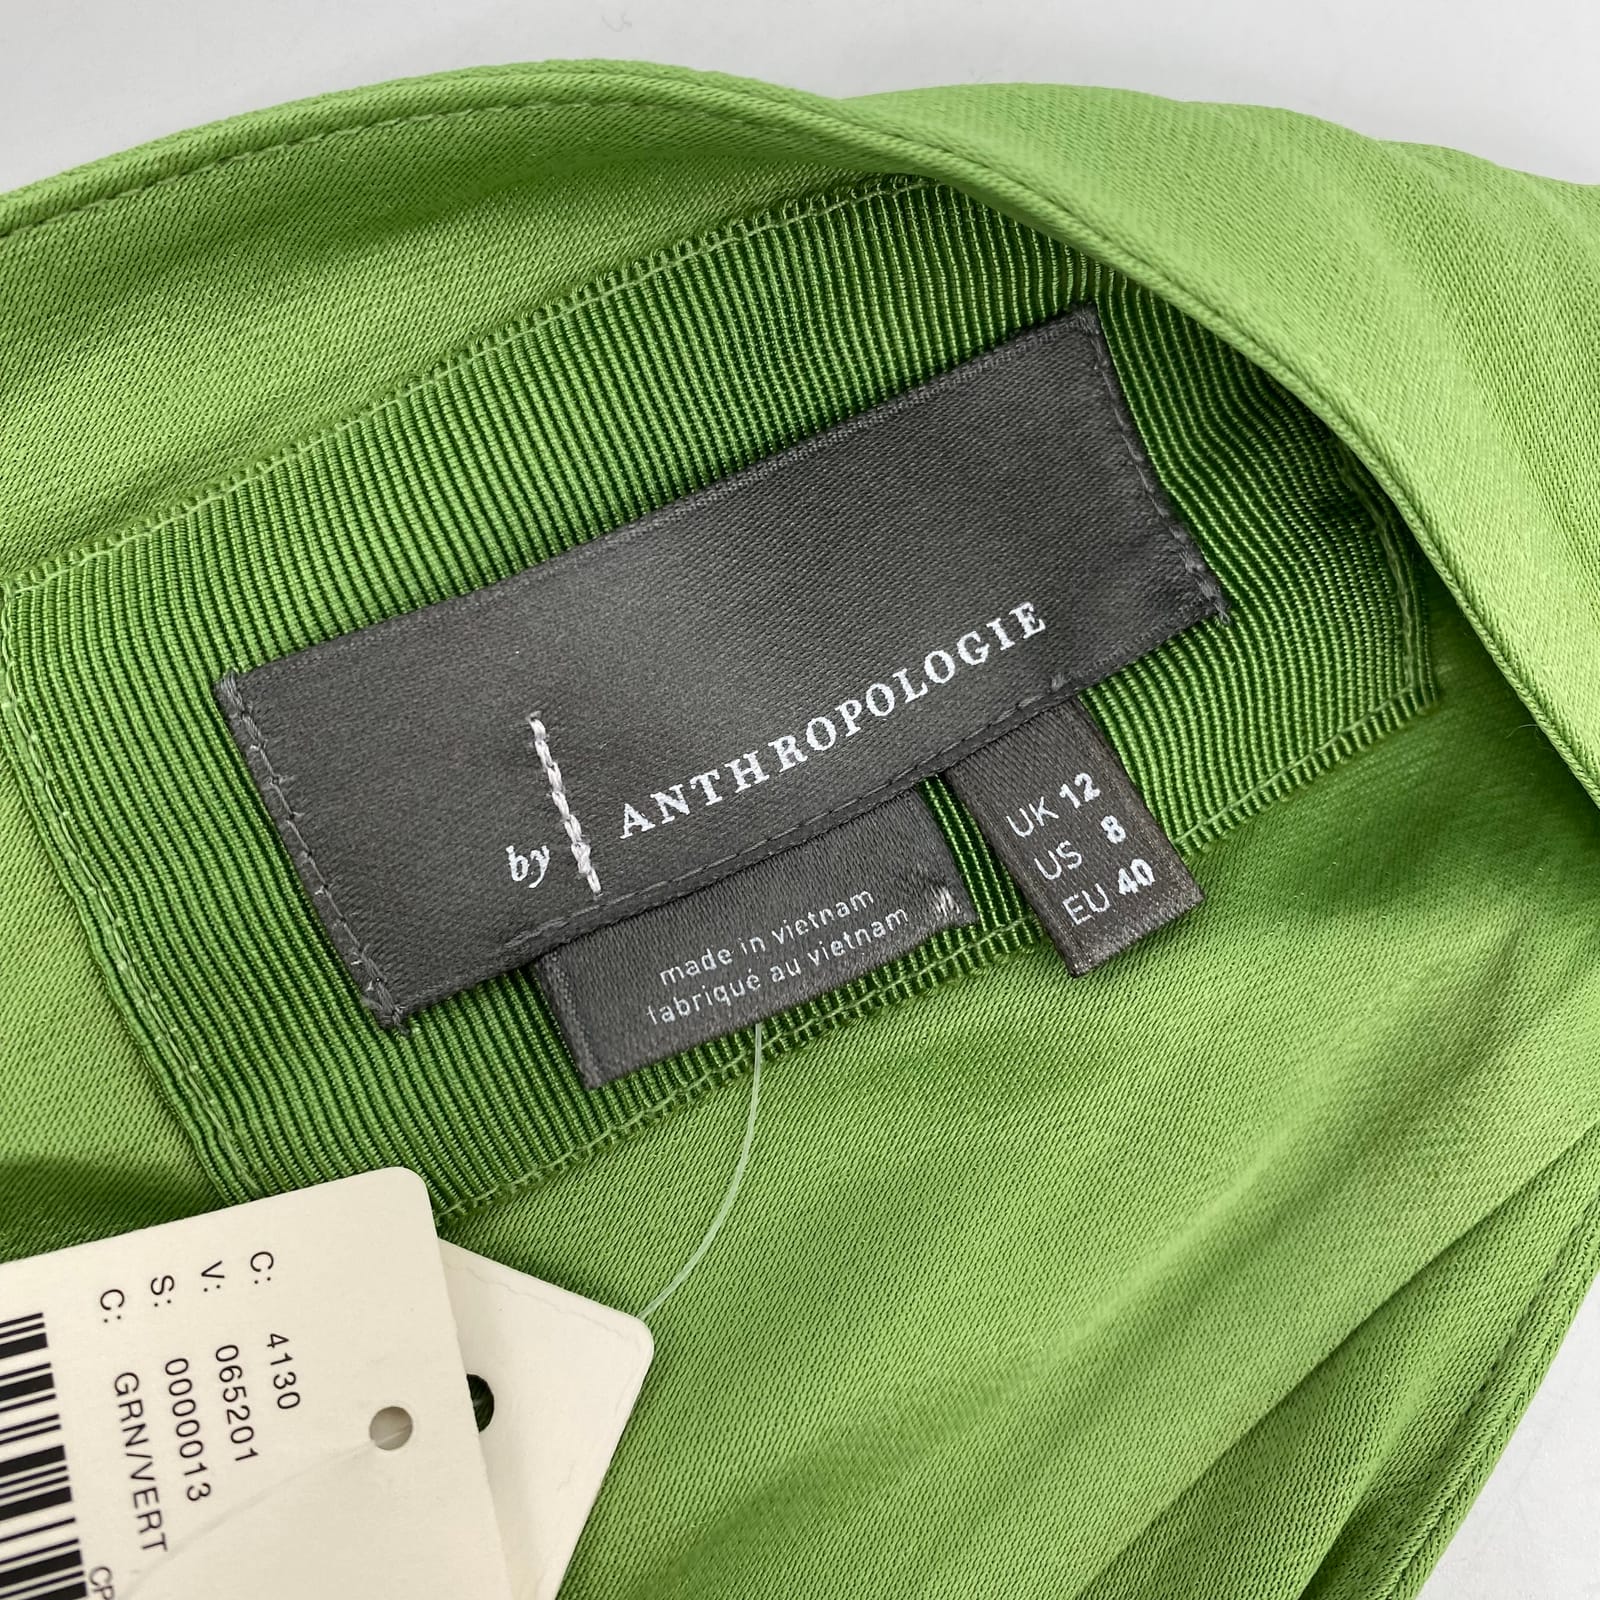 by ANTHROPOLOGIE
UK 12
US 8
EU 40
made in vietnam
fabriqué au vietnam
C: 4130
V: 065201
S: 0000013
C: GRN/VERT